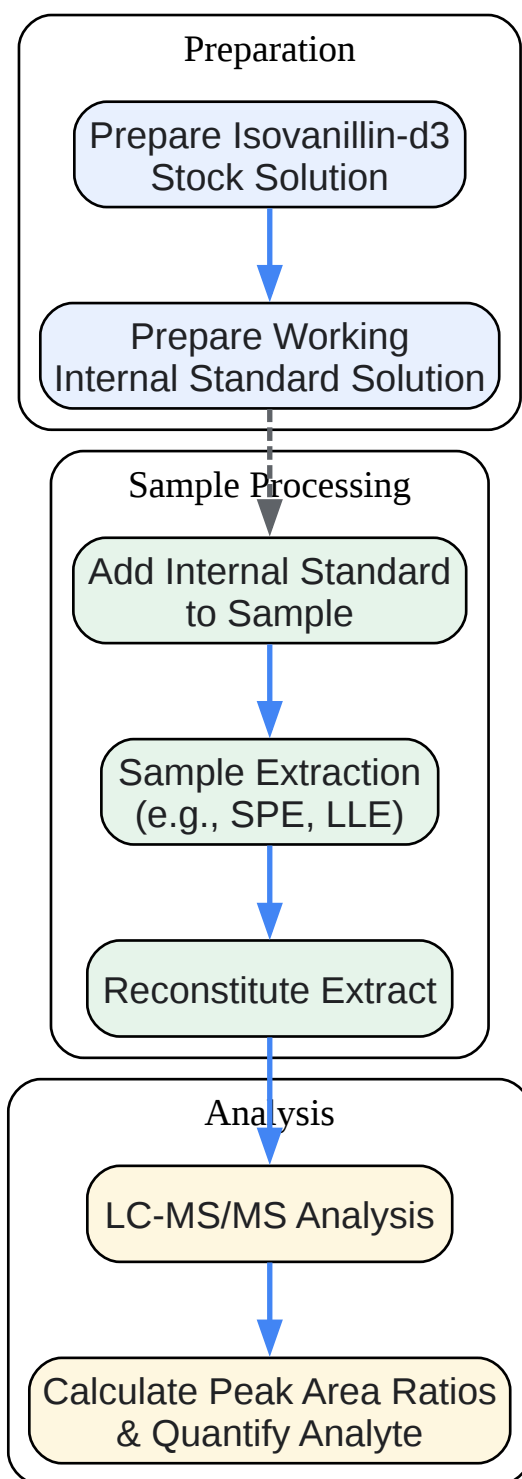 Preparation
Prepare Isovanillin-d3
Stock Solution
Prepare Working
Internal Standard Solution
Sample Processing
Add Internal Standard
to Sample
Sample Extraction
(e.g., SPE, LLE)
Reconstitute Extract
Analysis
LC-MS/MS Analysis
Calculate Peak Area Ratios
& Quantify Analyte